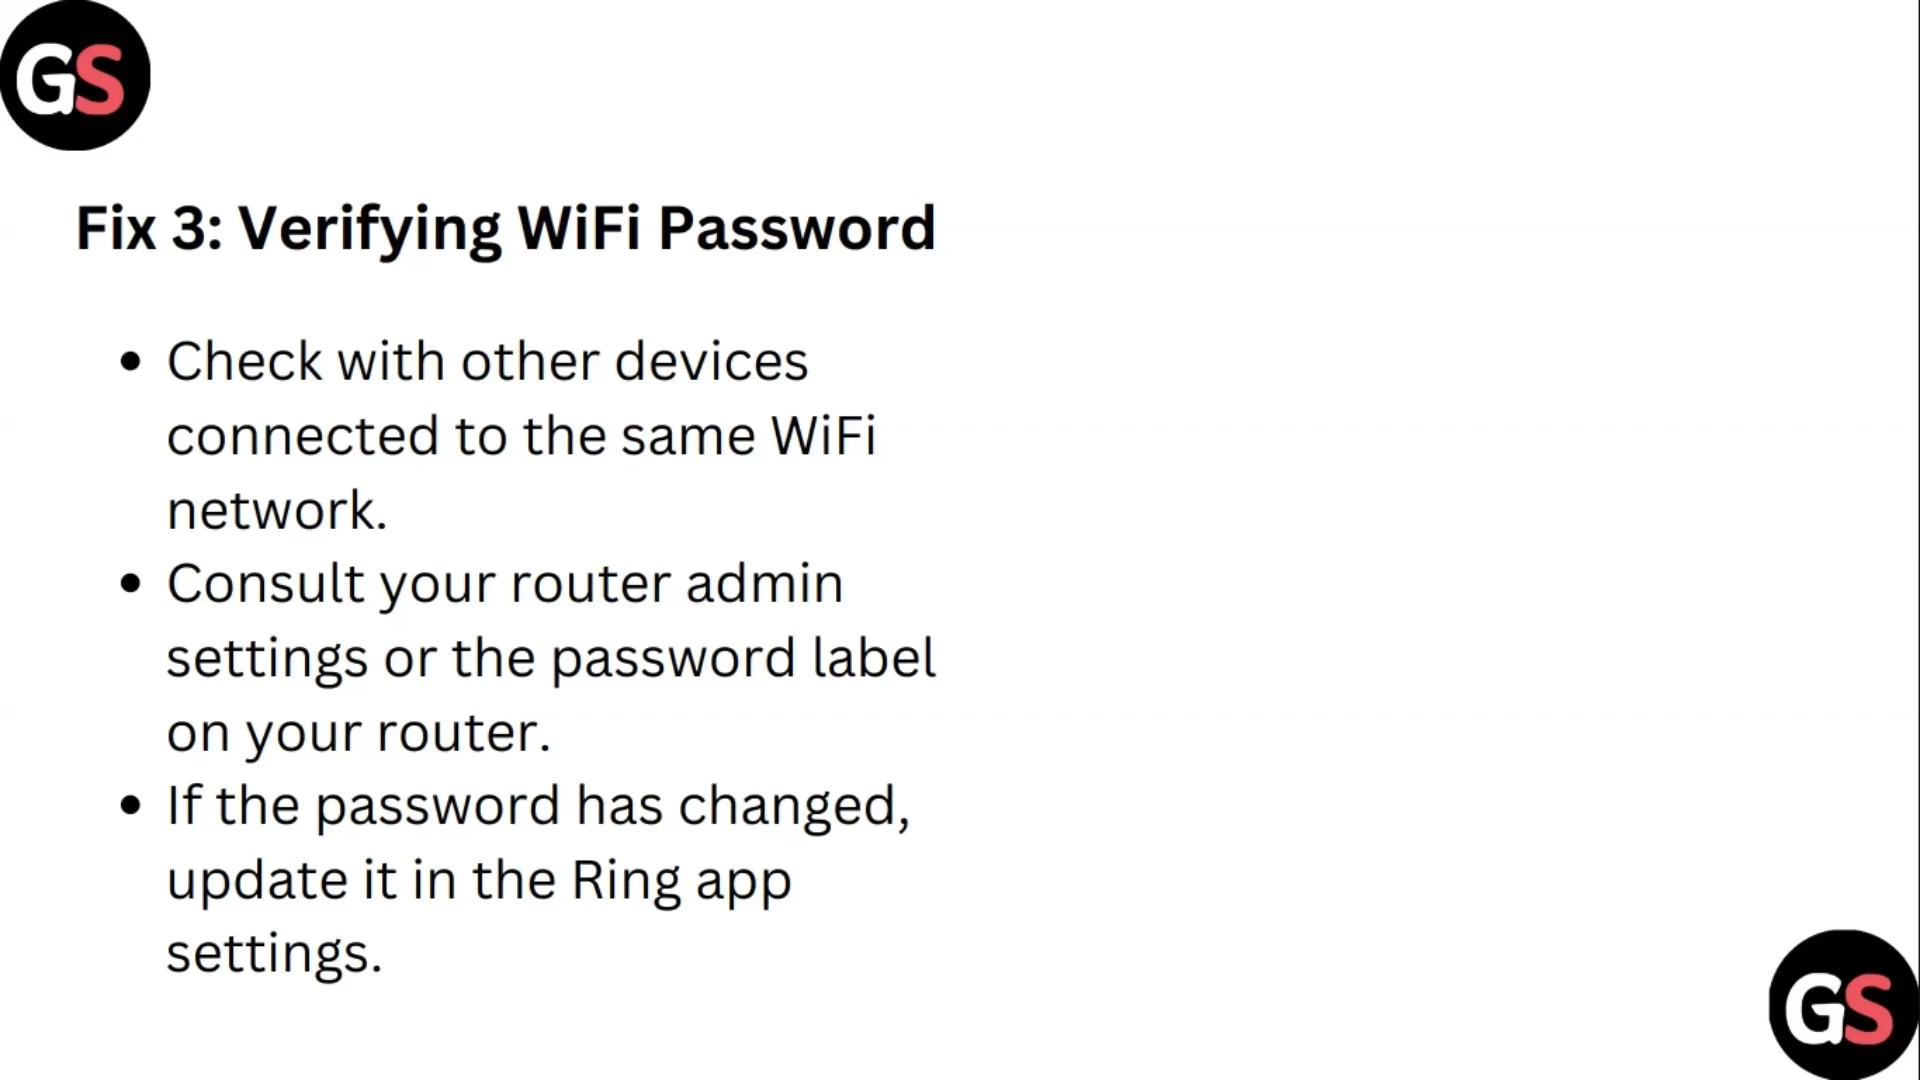 GS
Fix 3: Verifying WiFi Password
• Check with other devices
connected to the same WiFi
network.
• Consult your router admin
settings or the password label
on your router.
• If the password has changed,
update it in the Ring app
settings.
GS